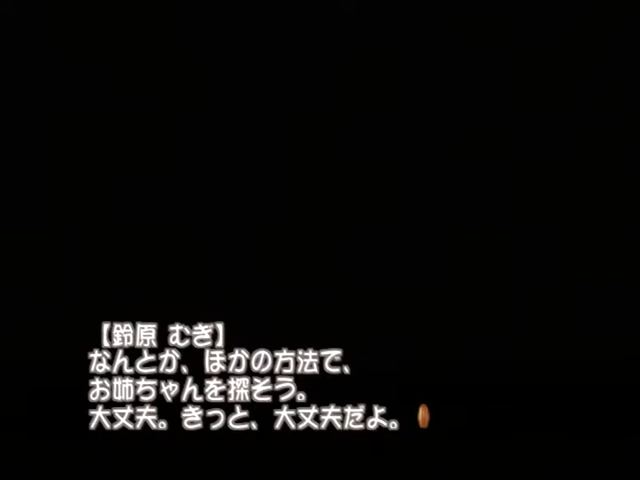 【鈴原 むぎ】
なんとか、ほかの方法で、
お姉ちゃんを探そう。
大丈夫。きっと、大丈夫だよ。